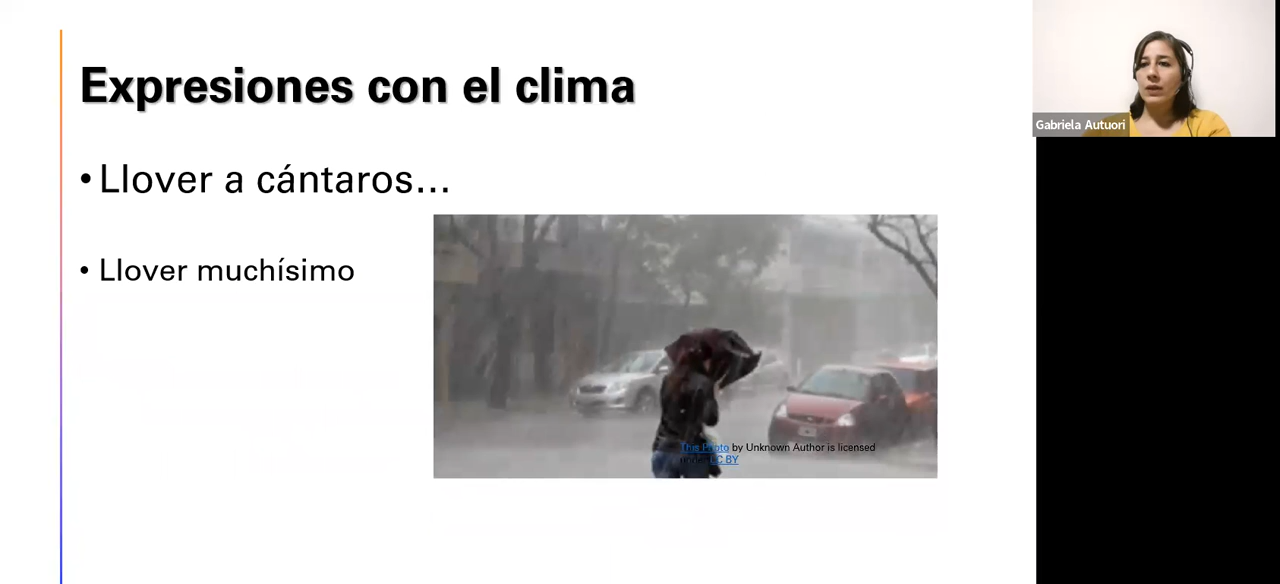 Expresiones con el clima
• Llover a cántaros...
• Llover muchísimo
This Photo by Unknown Author is licensed
under CC BY
Gabriela Autuori